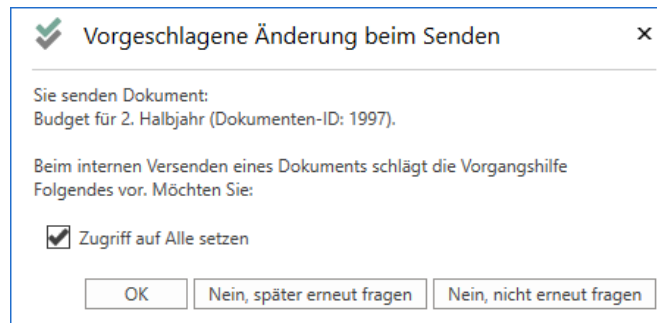 Vorgeschlagene Änderung beim Senden
Sie senden Dokument:
Budget für 2. Halbjahr (Dokumenten-ID: 1997).
Beim internen Versenden eines Dokuments schlägt die Vorgangshilfe
Folgendes vor. Möchten Sie:
Zugriff auf Alle setzen
OK
Nein, später erneut fragen
Nein, nicht erneut fragen